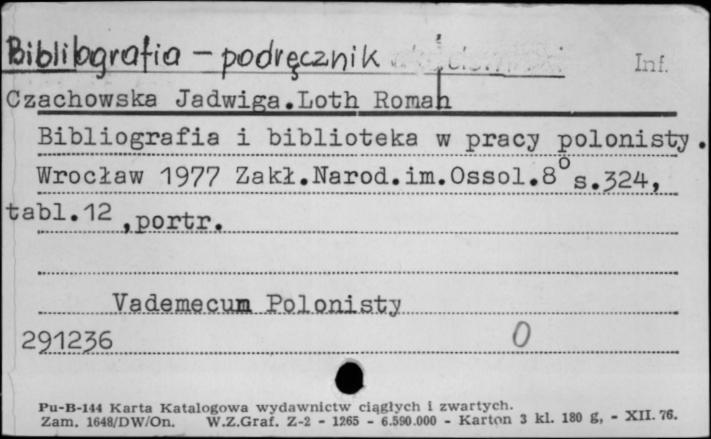 Bibliografia - podręcznik
Inf.
Czachowska Jadwiga.Loth Roman
Bibliografia i biblioteka w pracy polonisty.
Wrocław 1977 Zakł.Narod.im.Ossol.8° s.324,
tabl.12 ,portr.
Vademecum Polonisty
291236 0
Pu-B-144 Karta Katalogowa wydawnictw ciągłych i zwartych.
Zam. 1648/DW/On. W.Z.Graf. Z-2 - 1265 - 6.590.000 - Karton 3 kl. 180 g, - XII. 76.